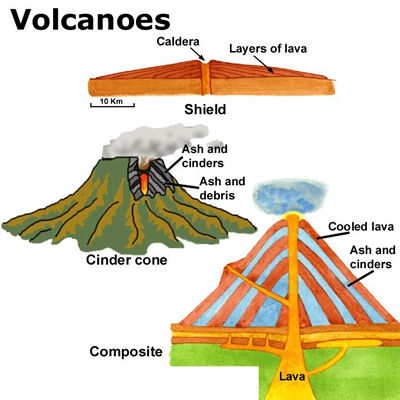 Volcanoes
Caldera
Layers of lava
10 Km
Shield
Ash and
cinders
Ash and
debris
Cinder cone
Cooled lava
Ash and
cinders
Composite
Lava